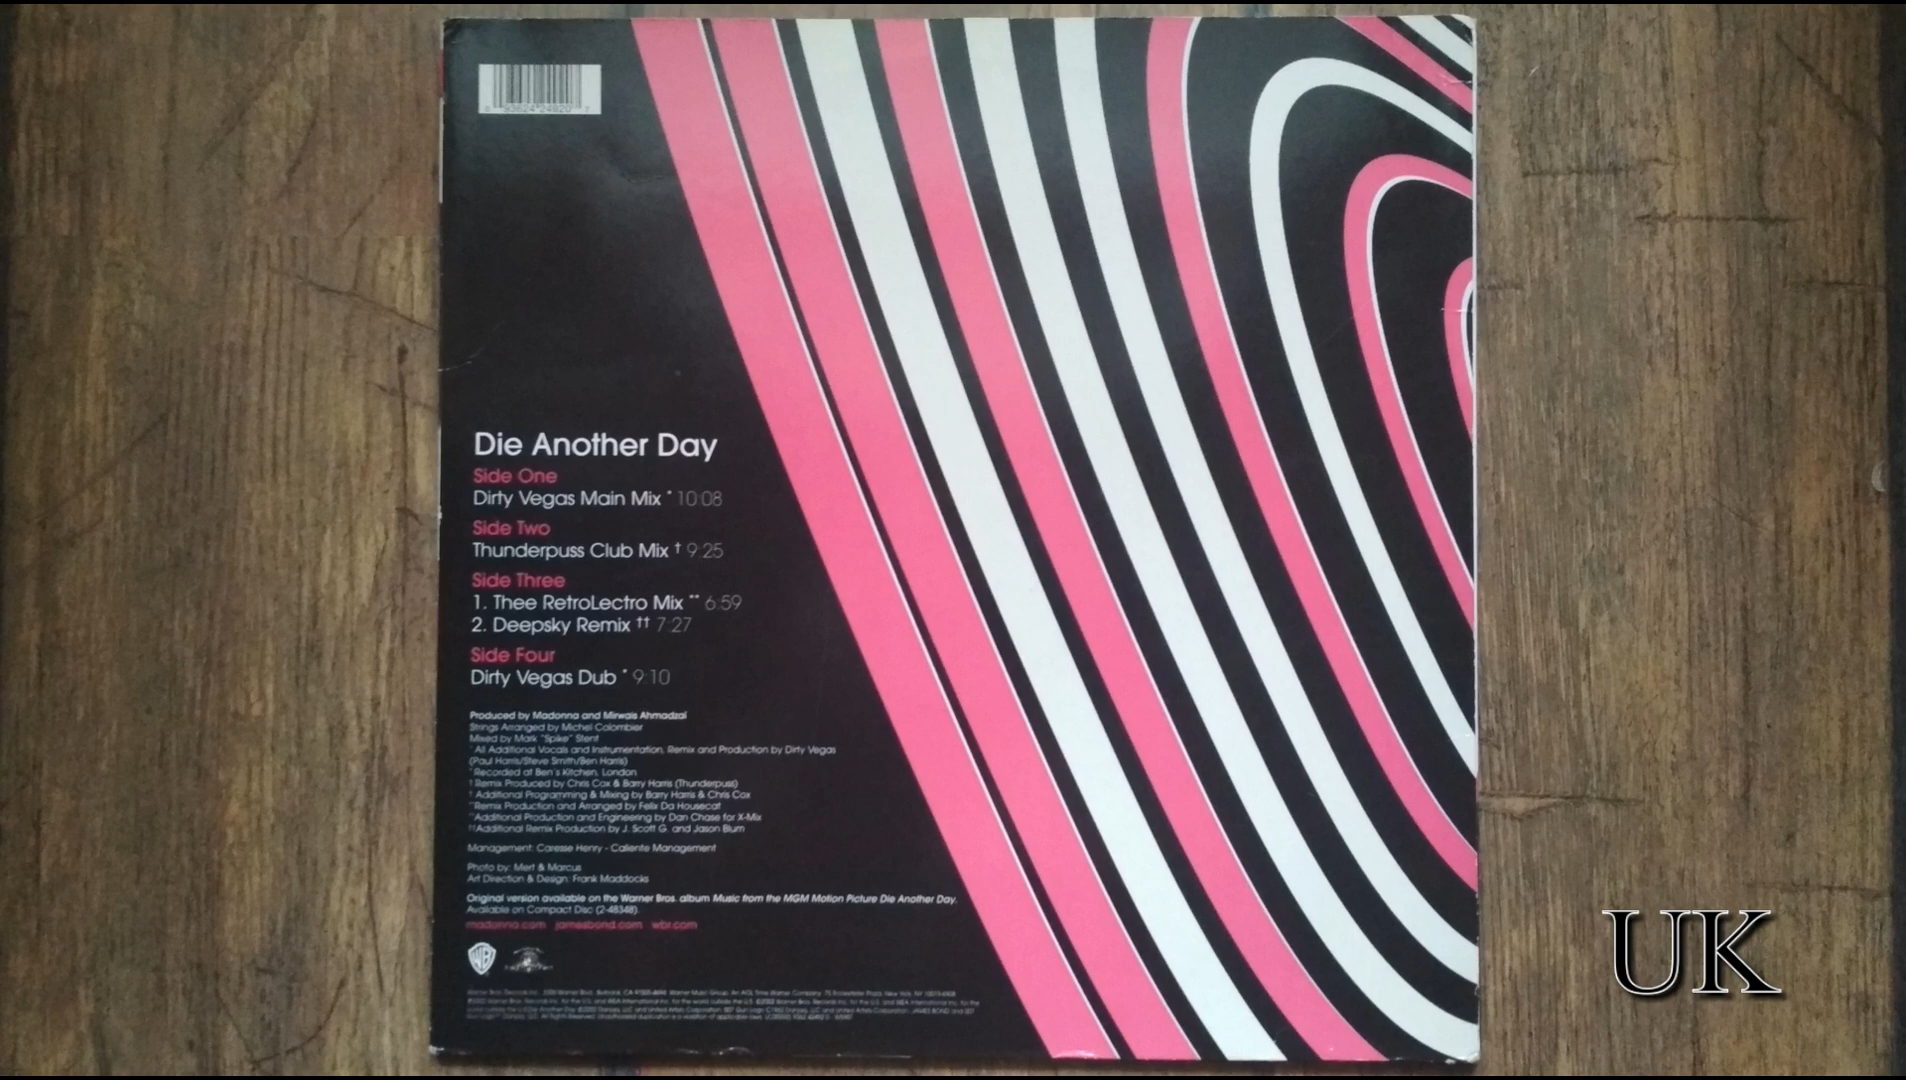 Die Another Day
Side One
Dirty Vegas Main Mix * 10:08
Side Two
Thunderpuss Club Mix † 9:25
Side Three
1. Thee RetroLectro Mix ** 6:59
2. Deepsky Remix †† 7:27
Side Four
Dirty Vegas Dub * 9:10
Produced by Madonna and Mirwais Ahmadzaï
Strings Arranged by Michel Colombier
Mixed by Mark "Spike" Stent
* All Additional Vocals and Instrumentation, Remix and Production by Dirty Vegas
(Paul Harris/Steve Smith/Ben Harris)
* Recorded at Ben's Kitchen, London
† Remix Produced by Chris Cox & Barry Harris (Thunderpuss)
† Additional Programming & Mixing by Barry Harris & Chris Cox
**Remix Production and Arranged by Felix Da Housecat
**Additional Production and Engineering by Dan Chase for X-Mix
††Additional Remix Production by J. Scott G. and Jason Blum
Management: Caresse Henry - Caliente Management
Photo by: Mert & Marcus
Art Direction & Design: Frank Maddocks
Original version available on the Warner Bros. album Music from the MGM Motion Picture Die Another Day.
Available on Compact Disc (2-48348).
madonna.com jamesbond.com wbr.com
WB
UK